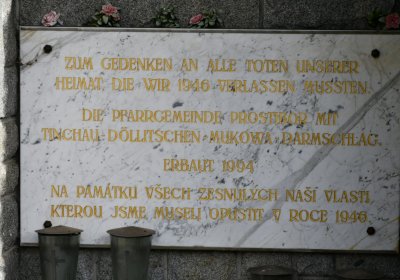 ZUM GEDENKEN AN ALLE TOTEN UNSERER
HEIMAT, DIE WIR 1946 VERLASSEN MUSSTEN.
DIE PFARRGEMEINDE PROSTIBOR MIT
TINCHAU, DÖLLITSCHEN, MUKOWA, DARMSCHLAG.
ERBAUT 1994
NA PAMÁTKU VŠECH ZESNULÝCH NAŠÍ VLASTI,
KTEROU JSME MUSELI OPUSTIT V ROCE 1946.